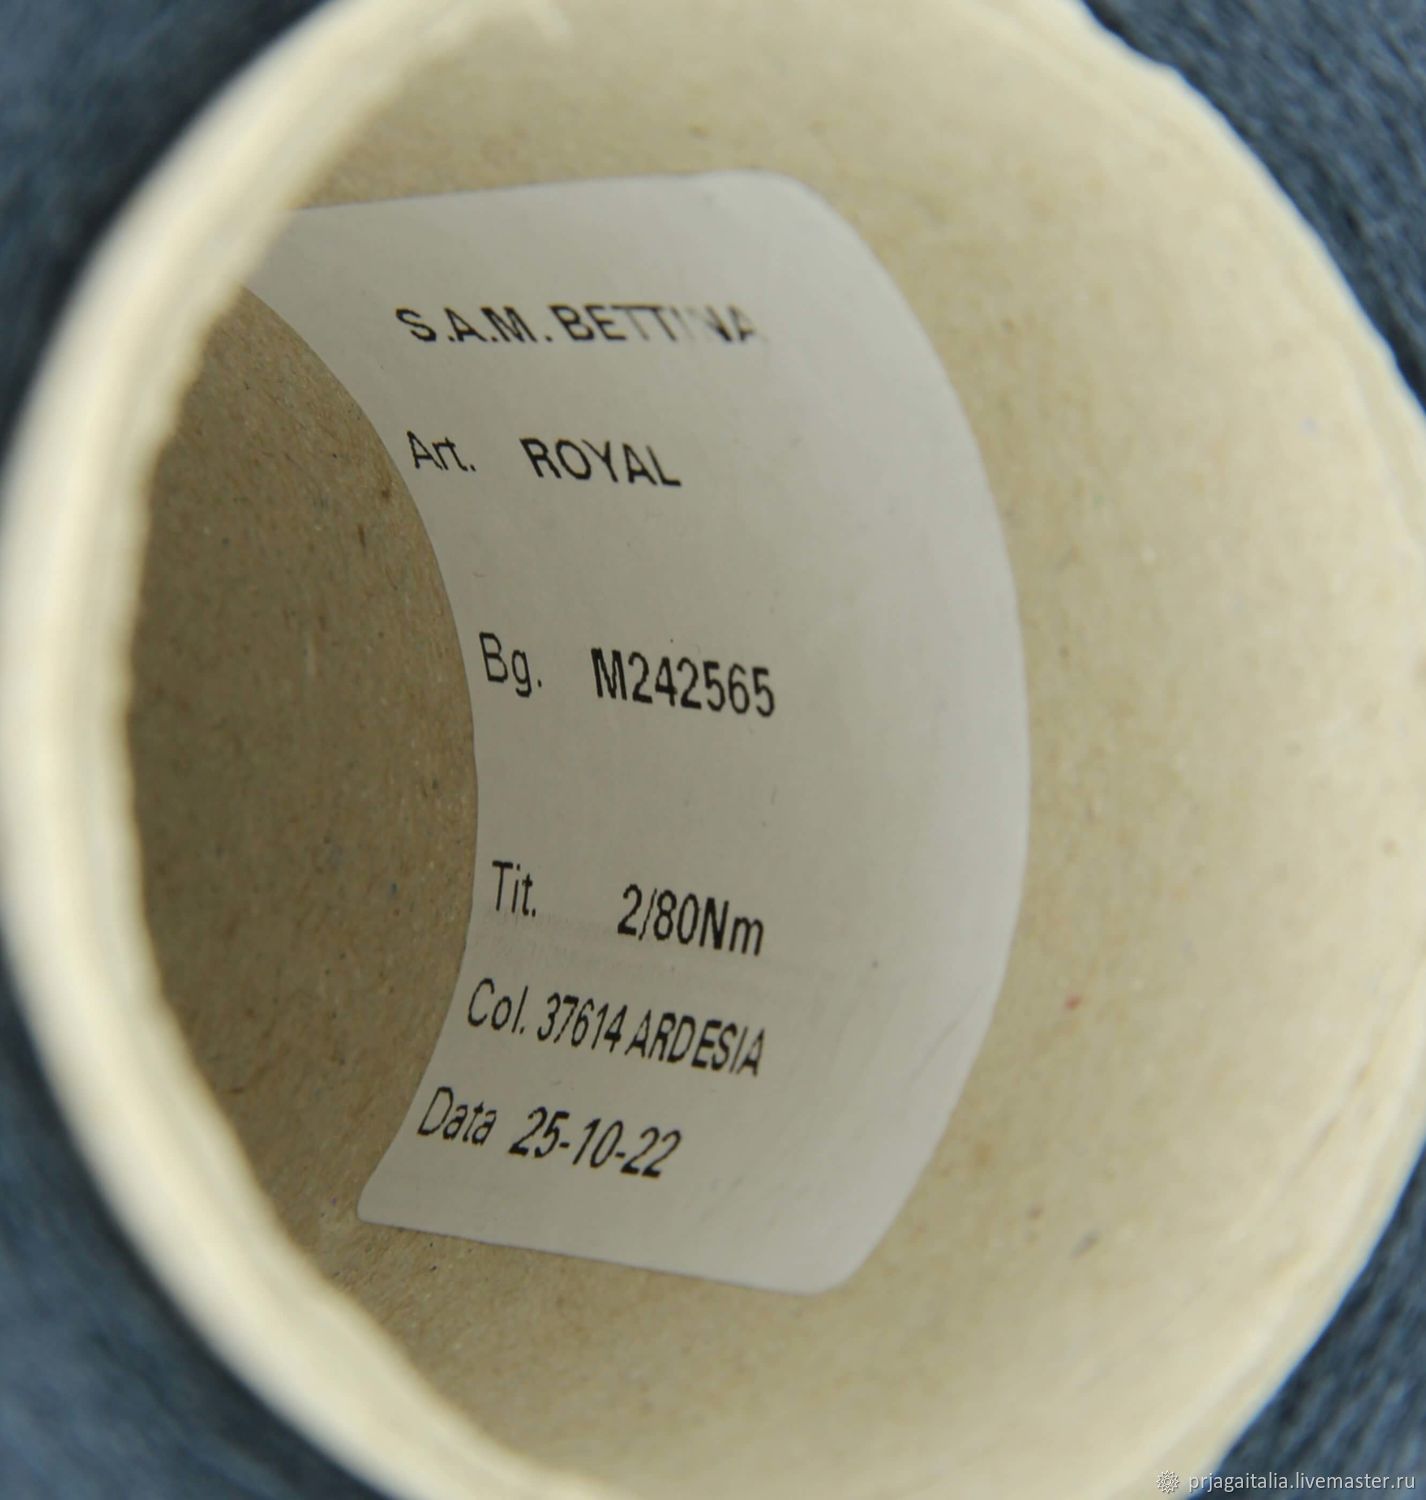 S.A.M. BETTINA
Art. ROYAL
Bg. M242565
Tit. 2/80Nm
Col. 37614 ARDESIA
Data 25-10-22
prjagaitalia.livemaster.ru